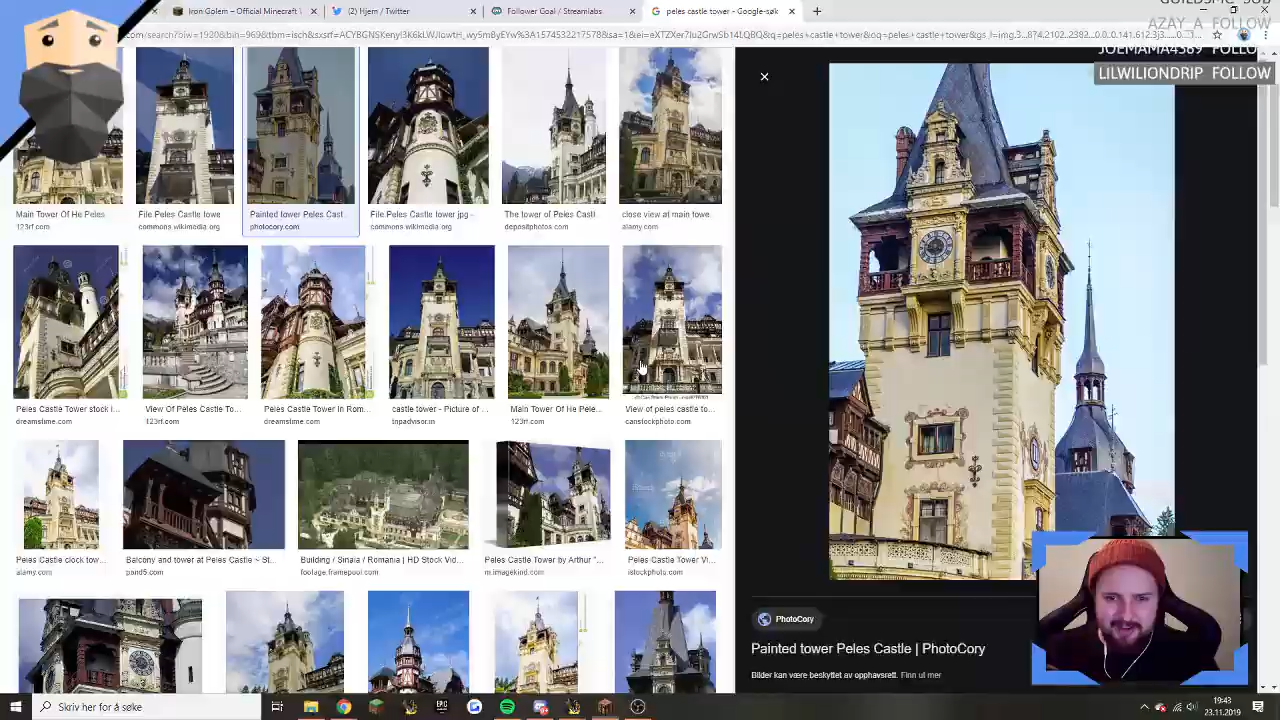 GUILDSMC SUB
AZAY_A FOLLOW
JOEMAMA4389 FOLLO
LILWILIONDRIP FOLLOW
Iron Golem – Official Minecraft
Hjem / Twitter
Follower Goal / Streamlabs
peles castle tower - Google-søk
Main Tower Of He Peles
123rf.com
File Peles Castle towe
commons wikimedia org
Painted tower Peles Cast
photocory.com
File Peles Castle tower jpg -
commons wikimedia org
The tower of Peles Castl
depositphotos.com
close view at main towe
alamy.com
Peles Castle Tower stock i...
dreamstime.com
View Of Peles Castle To...
123rf.com
Peles Castle Tower In Rom...
dreamstime.com
castle tower - Picture of ...
tripadvisor.in
Main Tower Of He Pele...
123rf.com
View of peles castle to...
canstockphoto.com
Peles Castle clock tow...
alamy.com
Balcony and tower at Peles Castle ~ St...
pond5.com
Building / Sinaia / Romania | HD Stock Vid...
footage.framepool.com
Peles Castle Tower by Arthur "...
m.imagekind.com
Peles Castle Tower Vi...
istockphoto.com
PhotoCory
Painted tower Peles Castle | PhotoCory
Bilder kan være beskyttet av opphavsrett. Finn ut mer
Skriv her for å søke
19:43
23.11.2019